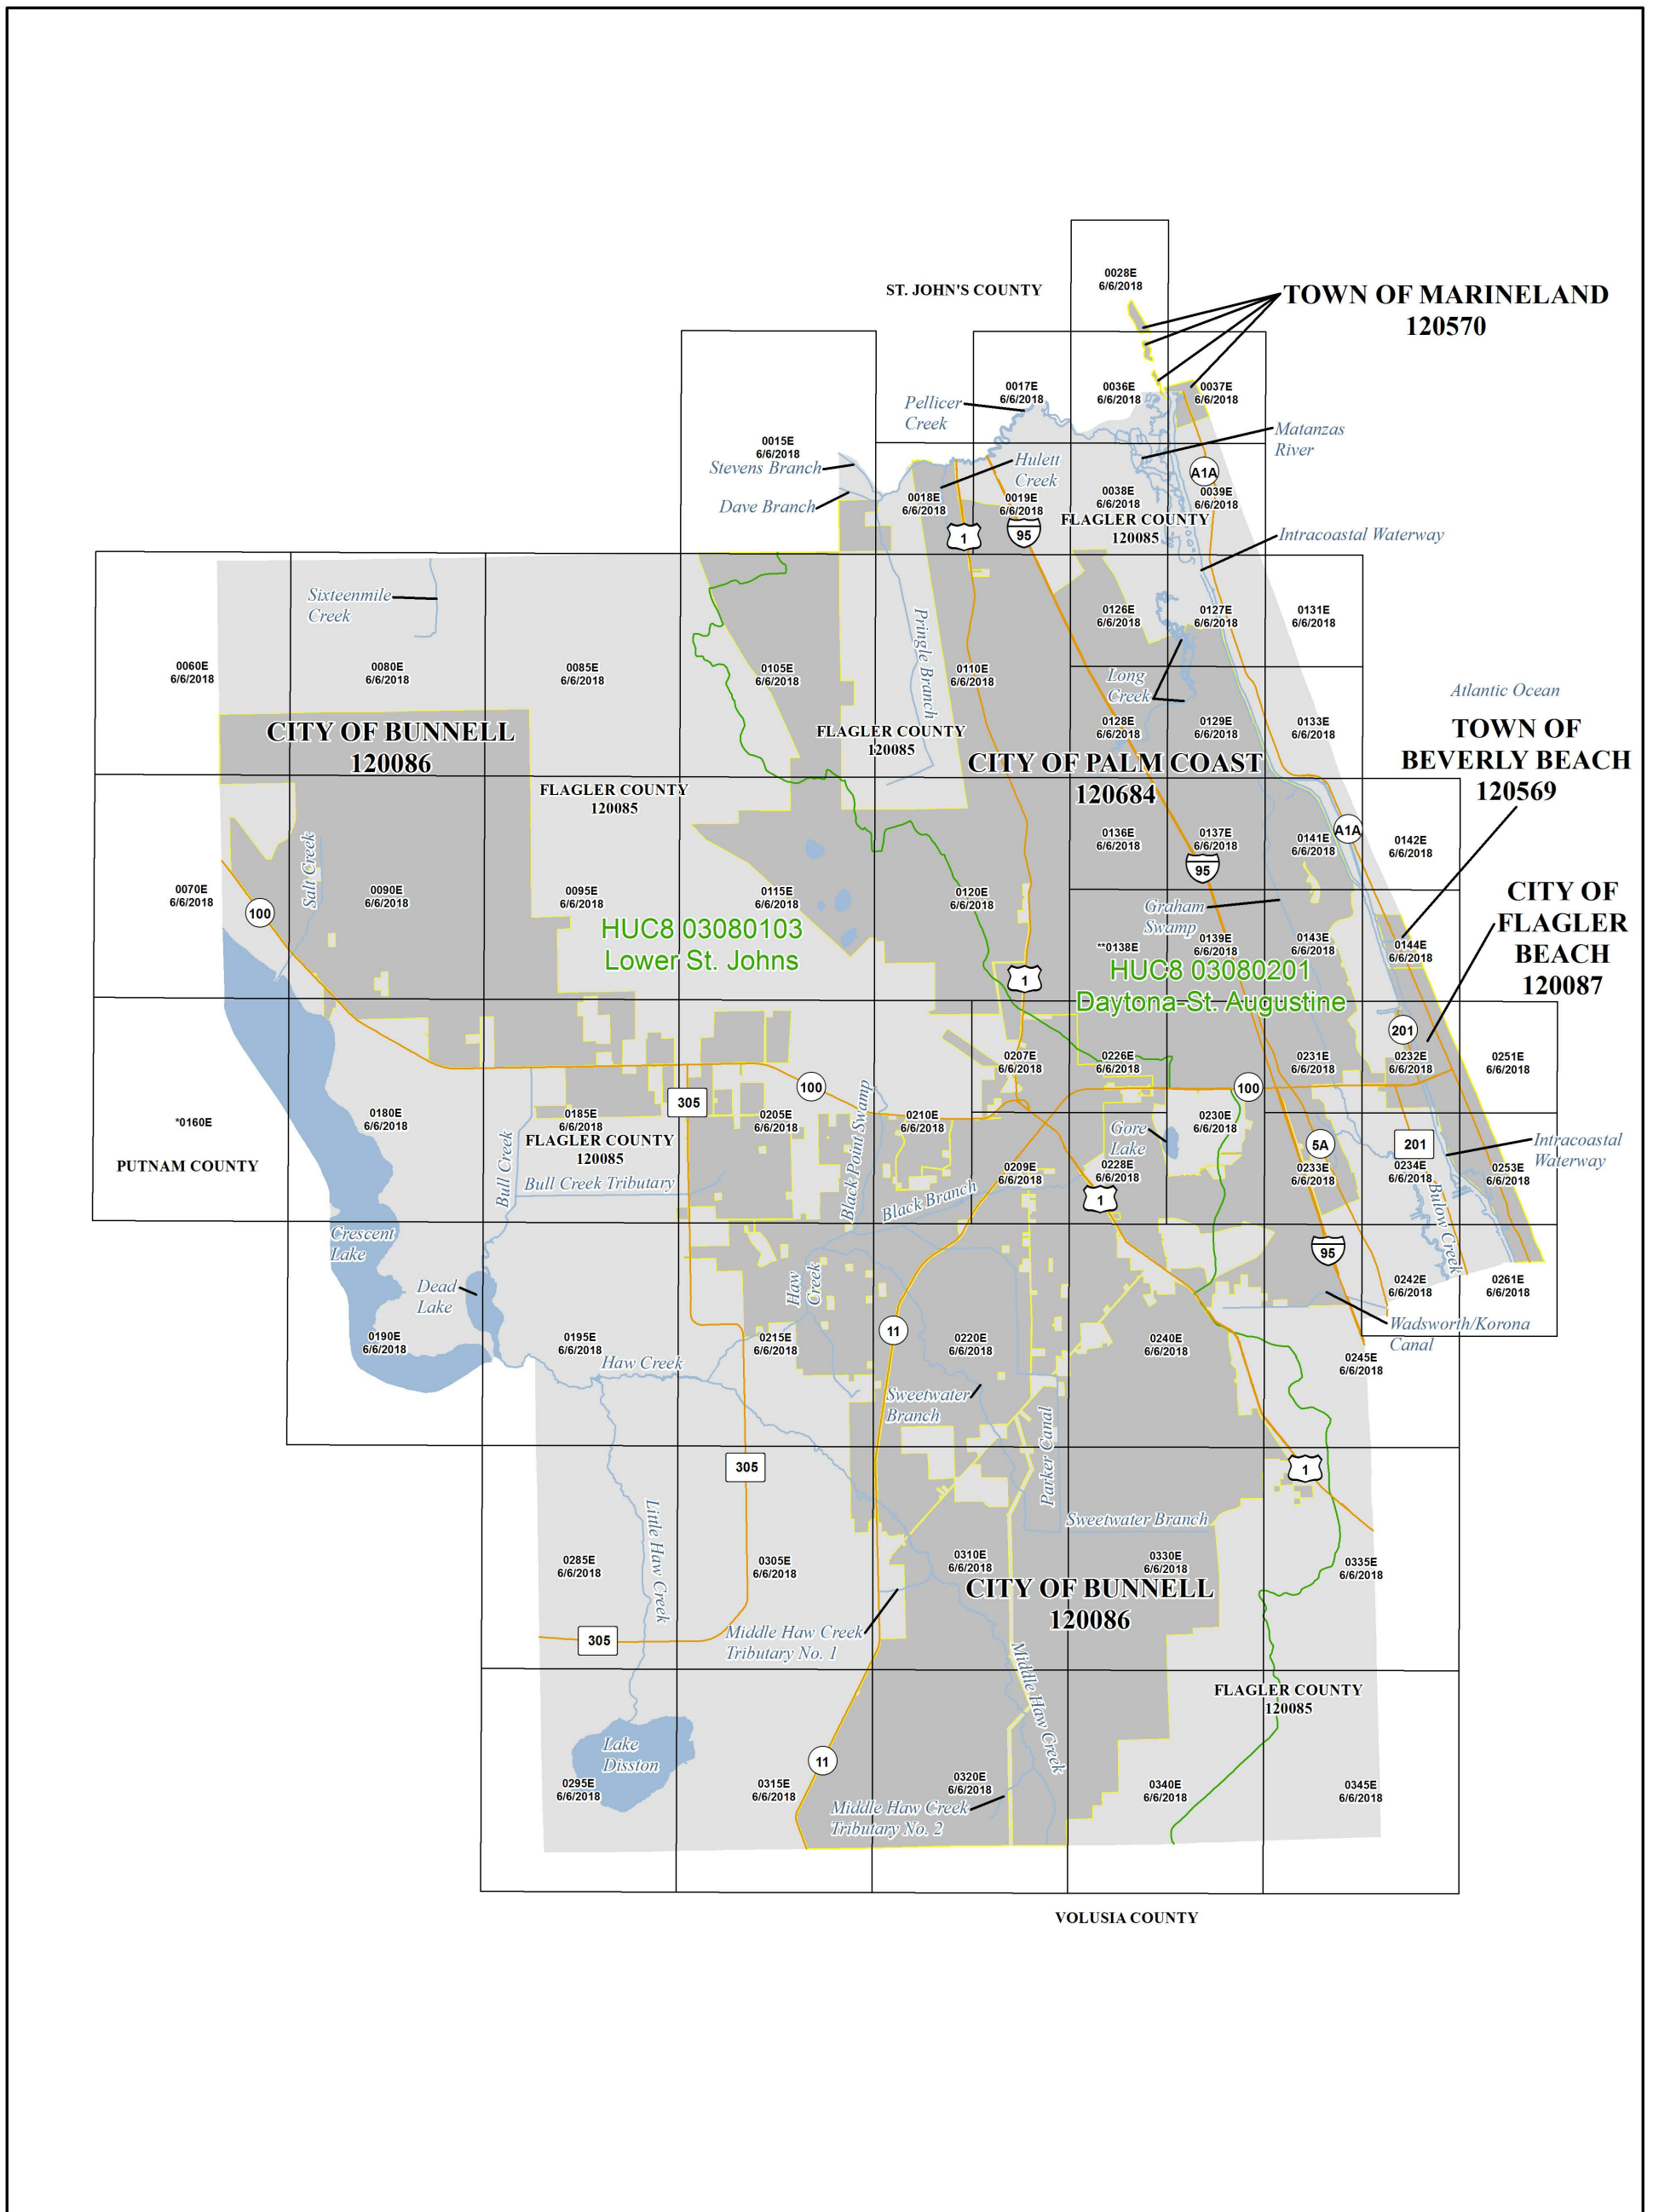 0028E
6/6/2018
ST. JOHN'S COUNTY
TOWN OF MARINELAND
120570
0017E
6/6/2018
0036E
6/6/2018
0037E
6/6/2018
Pellicer
Creek
Matanzas
River
0015E
6/6/2018
Stevens Branch
Hulett
Creek
A1A
Dave Branch
0018E
6/6/2018
0019E
6/6/2018
0038E
6/6/2018
0039E
6/6/2018
FLAGLER COUNTY
120085
1
95
Intracoastal Waterway
Sixteenmile
Creek
Pringle Branch
0126E
6/6/2018
0127E
6/6/2018
0131E
6/6/2018
0060E
6/6/2018
0080E
6/6/2018
0085E
6/6/2018
0105E
6/6/2018
0110E
6/6/2018
Long
Creek
Atlantic Ocean
CITY OF BUNNELL
120086
FLAGLER COUNTY
120085
0128E
6/6/2018
0129E
6/6/2018
0133E
6/6/2018
TOWN OF
BEVERLY BEACH
120569
CITY OF PALM COAST
120684
FLAGLER COUNTY
120085
0136E
6/6/2018
0137E
6/6/2018
0141E
6/6/2018
A1A
0142E
6/6/2018
Salt Creek
95
0070E
6/6/2018
100
0090E
6/6/2018
0095E
6/6/2018
0115E
6/6/2018
0120E
6/6/2018
CITY OF
FLAGLER
BEACH
120087
Graham
Swamp
HUC8 03080103
Lower St. Johns
**0138E
0139E
6/6/2018
0143E
6/6/2018
0144E
6/6/2018
HUC8 03080201
Daytona-St. Augustine
1
201
0207E
6/6/2018
0226E
6/6/2018
0231E
6/6/2018
0232E
6/6/2018
0251E
6/6/2018
305
100
100
*0160E
0180E
6/6/2018
0185E
6/6/2018
0205E
6/6/2018
0210E
6/6/2018
0230E
6/6/2018
Black Point Swamp
FLAGLER COUNTY
120085
PUTNAM COUNTY
Gore
Lake
5A
201
Intracoastal
Waterway
0209E
6/6/2018
0228E
6/6/2018
0233E
6/6/2018
0234E
6/6/2018
0253E
6/6/2018
Bull Creek
Bull Creek Tributary
Black Branch
1
Bulow Creek
Crescent
Lake
95
Dead
Lake
Haw
Creek
0242E
6/6/2018
0261E
6/6/2018
Wadsworth/Korona
Canal
0190E
6/6/2018
0195E
6/6/2018
0215E
6/6/2018
11
0220E
6/6/2018
0240E
6/6/2018
0245E
6/6/2018
Haw Creek
Sweetwater
Branch
Parker Canal
305
1
Little Haw Creek
Sweetwater Branch
0285E
6/6/2018
0305E
6/6/2018
0310E
6/6/2018
0330E
6/6/2018
0335E
6/6/2018
CITY OF BUNNELL
120086
305
Middle Haw Creek
Tributary No. 1
Middle Haw Creek
FLAGLER COUNTY
120085
Lake
Disston
11
0295E
6/6/2018
0315E
6/6/2018
0320E
6/6/2018
0340E
6/6/2018
0345E
6/6/2018
Middle Haw Creek
Tributary No. 2
VOLUSIA COUNTY